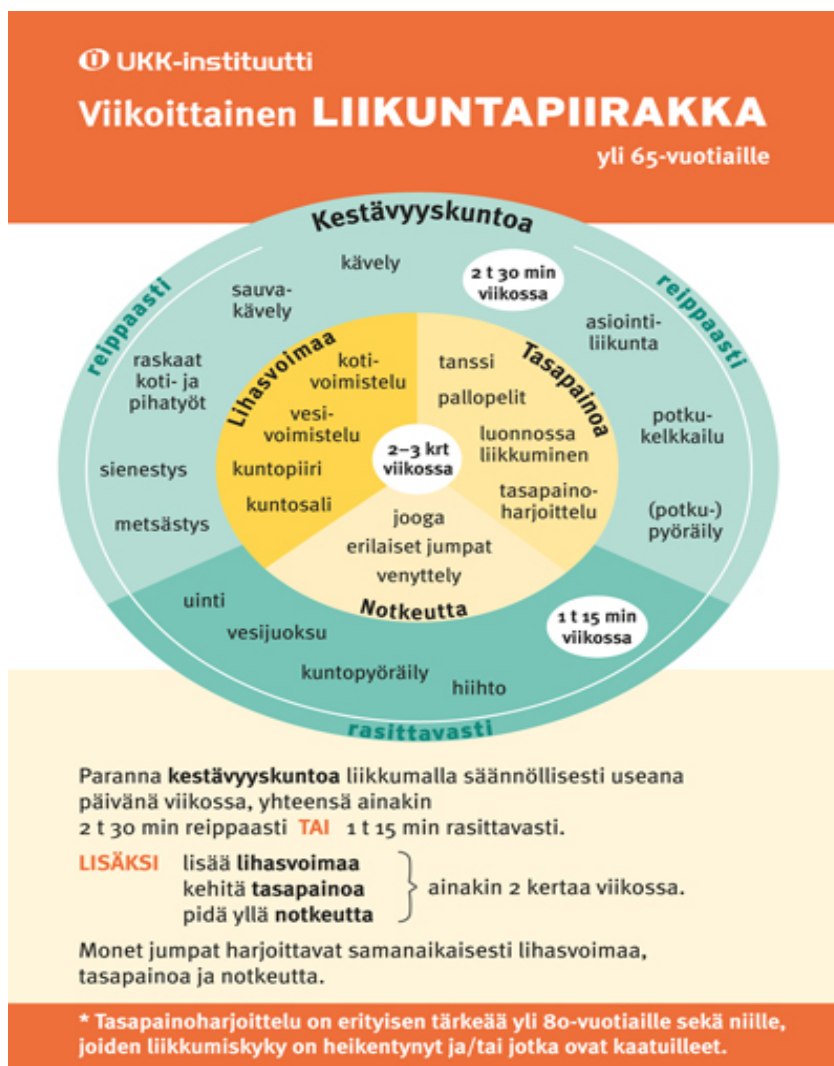 UKK-instituutti
Viikoittainen LIIKUNTAPIIRAKKA
yli 65-vuotiaille
Kestävyyskuntoa
reippaasti
reippaasti
kävely
2 t 30 min
viikossa
sauva-
kävely
asiointi-
liikunta
raskaat
koti- ja
pihatyöt
potku-
kelkkailu
sienestys
metsästys
(potku-)
pyöräily
Lihasvoimaa
koti-
voimistelu
vesi-
voimistelu
kuntopiiri
kuntosali
Tasapainoa
tanssi
pallopelit
luonnossa
liikkuminen
tasapaino-
harjoittelu
2–3 krt
viikossa
jooga
erilaiset jumpat
venyttely
Notkeutta
uinti
vesijuoksu
kuntopyöräily
hiihto
1 t 15 min
viikossa
rasittavasti
Paranna kestävyyskuntoa liikkumalla säännöllisesti useana
päivänä viikossa, yhteensä ainakin
2 t 30 min reippaasti TAI 1 t 15 min rasittavasti.
LISÄKSI lisää lihasvoimaa
kehitä tasapainoa
pidä yllä notkeutta
ainakin 2 kertaa viikossa.
Monet jumpat harjoittavat samanaikaisesti lihasvoimaa,
tasapainoa ja notkeutta.
* Tasapainoharjoittelu on erityisen tärkeää yli 80-vuotiaille sekä niille,
joiden liikkumiskyky on heikentynyt ja/tai jotka ovat kaatuilleet.